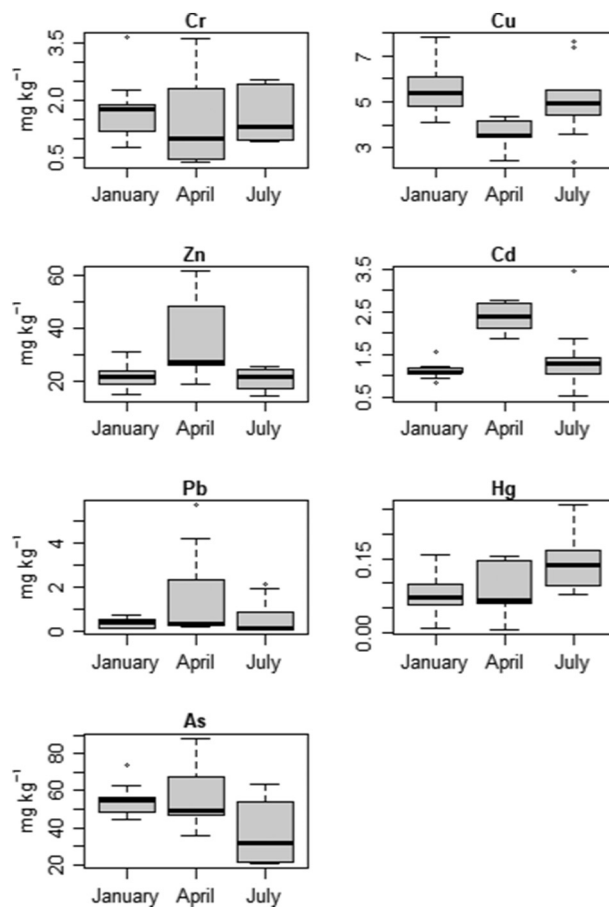 Cr
mg kg⁻¹
0.5 2.0 3.5
January April July
Cu
3 5 7
January April July
Zn
mg kg⁻¹
20 40 60
January April July
Cd
0.5 1.5 2.5 3.5
January April July
Pb
mg kg⁻¹
0 2 4
January April July
Hg
0.00 0.15
January April July
As
mg kg⁻¹
20 40 60 80
January April July